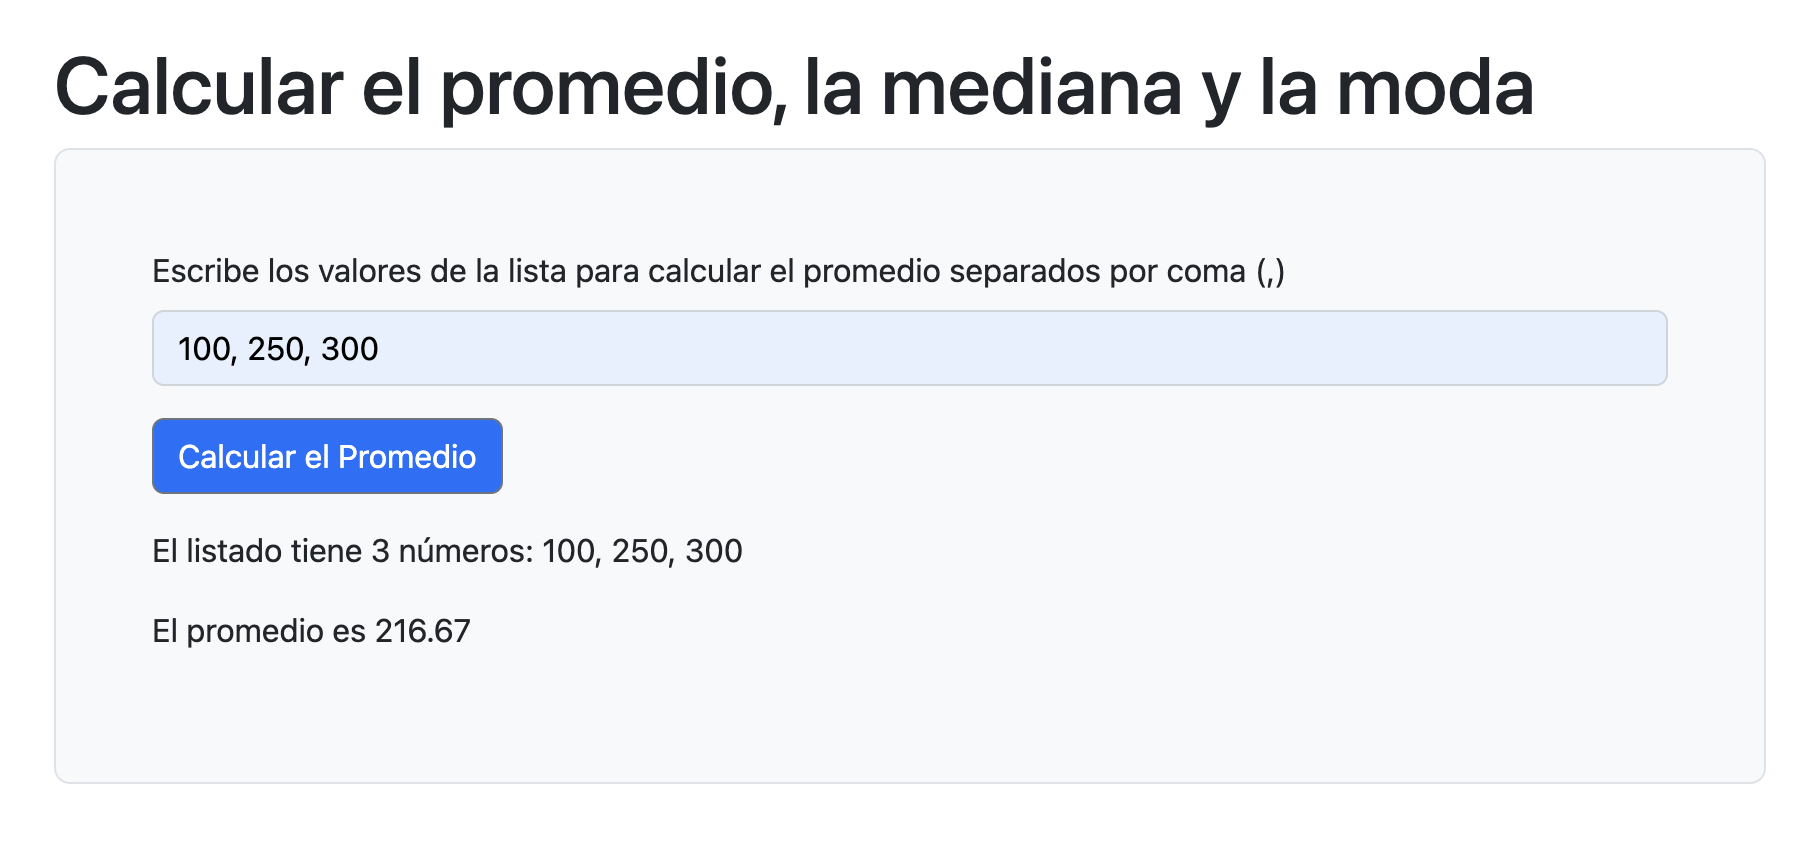 Calcular el promedio, la mediana y la moda
Escribe los valores de la lista para calcular el promedio separados por coma (,)
100, 250, 300
Calcular el Promedio
El listado tiene 3 números: 100, 250, 300
El promedio es 216.67